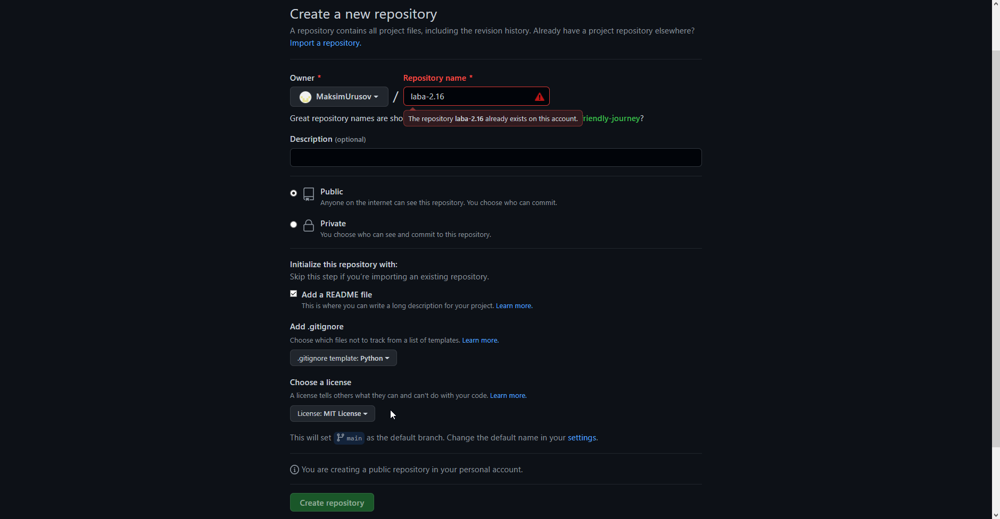 Create a new repository
A repository contains all project files, including the revision history. Already have a project repository elsewhere?
Import a repository.
Owner *
Repository name *
MaksimUrusov
/
laba-2.16
Great repository names are sho
The repository laba-2.16 already exists on this account.
riendly-journey?
Description (optional)
Public
Anyone on the internet can see this repository. You choose who can commit.
Private
You choose who can see and commit to this repository.
Initialize this repository with:
Skip this step if you’re importing an existing repository.
Add a README file
This is where you can write a long description for your project. Learn more.
Add .gitignore
Choose which files not to track from a list of templates. Learn more.
.gitignore template: Python
Choose a license
A license tells others what they can and can't do with your code. Learn more.
License: MIT License
This will set main as the default branch. Change the default name in your settings.
You are creating a public repository in your personal account.
Create repository